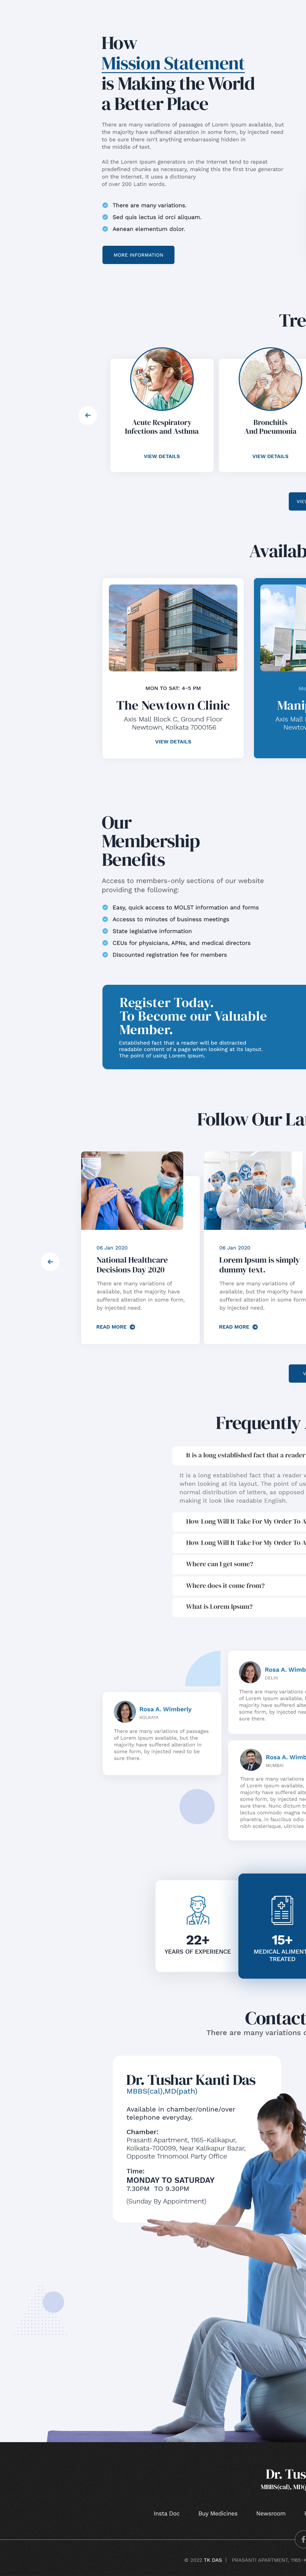 How
Mission Statement
is Making the World
a Better Place
There are many variations of passages of Lorem Ipsum available, but
the majority have suffered alteration in some form, by injected need
to be sure there isn't anything embarrassing hidden in
the middle of text.
All the Lorem Ipsum generators on the Internet tend to repeat
predefined chunks as necessary, making this the first true generator
on the Internet. It uses a dictionary
of over 200 Latin words.
There are many variations.
Sed quis lectus id orci aliquam.
Aenean elementum dolor.
MORE INFORMATION
Tre
Acute Respiratory
Infections and Asthma
VIEW DETAILS
Bronchitis
And Pneumonia
VIEW DETAILS
VIE
Availab
MON TO SAT: 4-5 PM
The Newtown Clinic
Axis Mall Block C, Ground Floor
Newtown, Kolkata 7000156
VIEW DETAILS
Mo
Mani
Axis Mall
Newtow
Our
Membership
Benefits
Access to members-only sections of our website
providing the following:
Easy, quick access to MOLST information and forms
Accesss to minutes of business meetings
State legislative information
CEUs for physicians, APNs, and medical directors
Discounted registration fee for members
Register Today.
To Become our Valuable
Member.
Established fact that a reader will be distracted
readable content of a page when looking at its layout.
The point of using Lorem Ipsum.
Follow Our La
06 Jan 2020
National Healthcare
Decisions Day 2020
There are many variations of
available, but the majority have
suffered alteration in some form,
by injected need.
READ MORE
06 Jan 2020
Lorem Ipsum is simply
dummy text.
There are many variations of
available, but the majority have
suffered alteration in some form
by injected need.
READ MORE
V
Frequently A
It is a long established fact that a reader
It is a long established fact that a reader w
when looking at its layout. The point of us
normal distribution of letters, as opposed
making it look like readable English.
How Long Will It Take For My Order To A
How Long Will It Take For My Order To A
Where can I get some?
Where does it come from?
What is Lorem Ipsum?
Rosa A. Wimb
DELHI
There are many variations o
of Lorem Ipsum available, b
majority have suffered alter
some form, by injected nee
sure there.
Rosa A. Wimberly
KOLKATA
There are many variations of passages
of Lorem Ipsum available, but the
majority have suffered alteration in
some form, by injected need to be
sure there.
Rosa A. Wimb
MUMBAI
There are many variations
of Lorem Ipsum available,
majority have suffered alte
some form, by injected nee
sure there. Nunc dictum tr
lectus commodo magna ne
pharetra, in faucibus odio
nibh scelerisque, ultricies
22+
YEARS OF EXPERIENCE
15+
MEDICAL ALIMENT
TREATED
Contac
There are many variations o
Dr. Tushar Kanti Das
MBBS(cal),MD(path)
Available in chamber/online/over
telephone everyday.
Chamber:
Prasanti Apartment, 1165-Kalikapur,
Kolkata-700099, Near Kalikapur Bazar,
Opposite Trinomool Party Office
Time:
MONDAY TO SATURDAY
7.30PM TO 9.30PM
(Sunday By Appointment)
Dr. Tus
MBBS(cal), MD(
Insta Doc
Buy Medicines
Newsroom
© 2022 TK DAS | PRASANTI APARTMENT, 1165-K